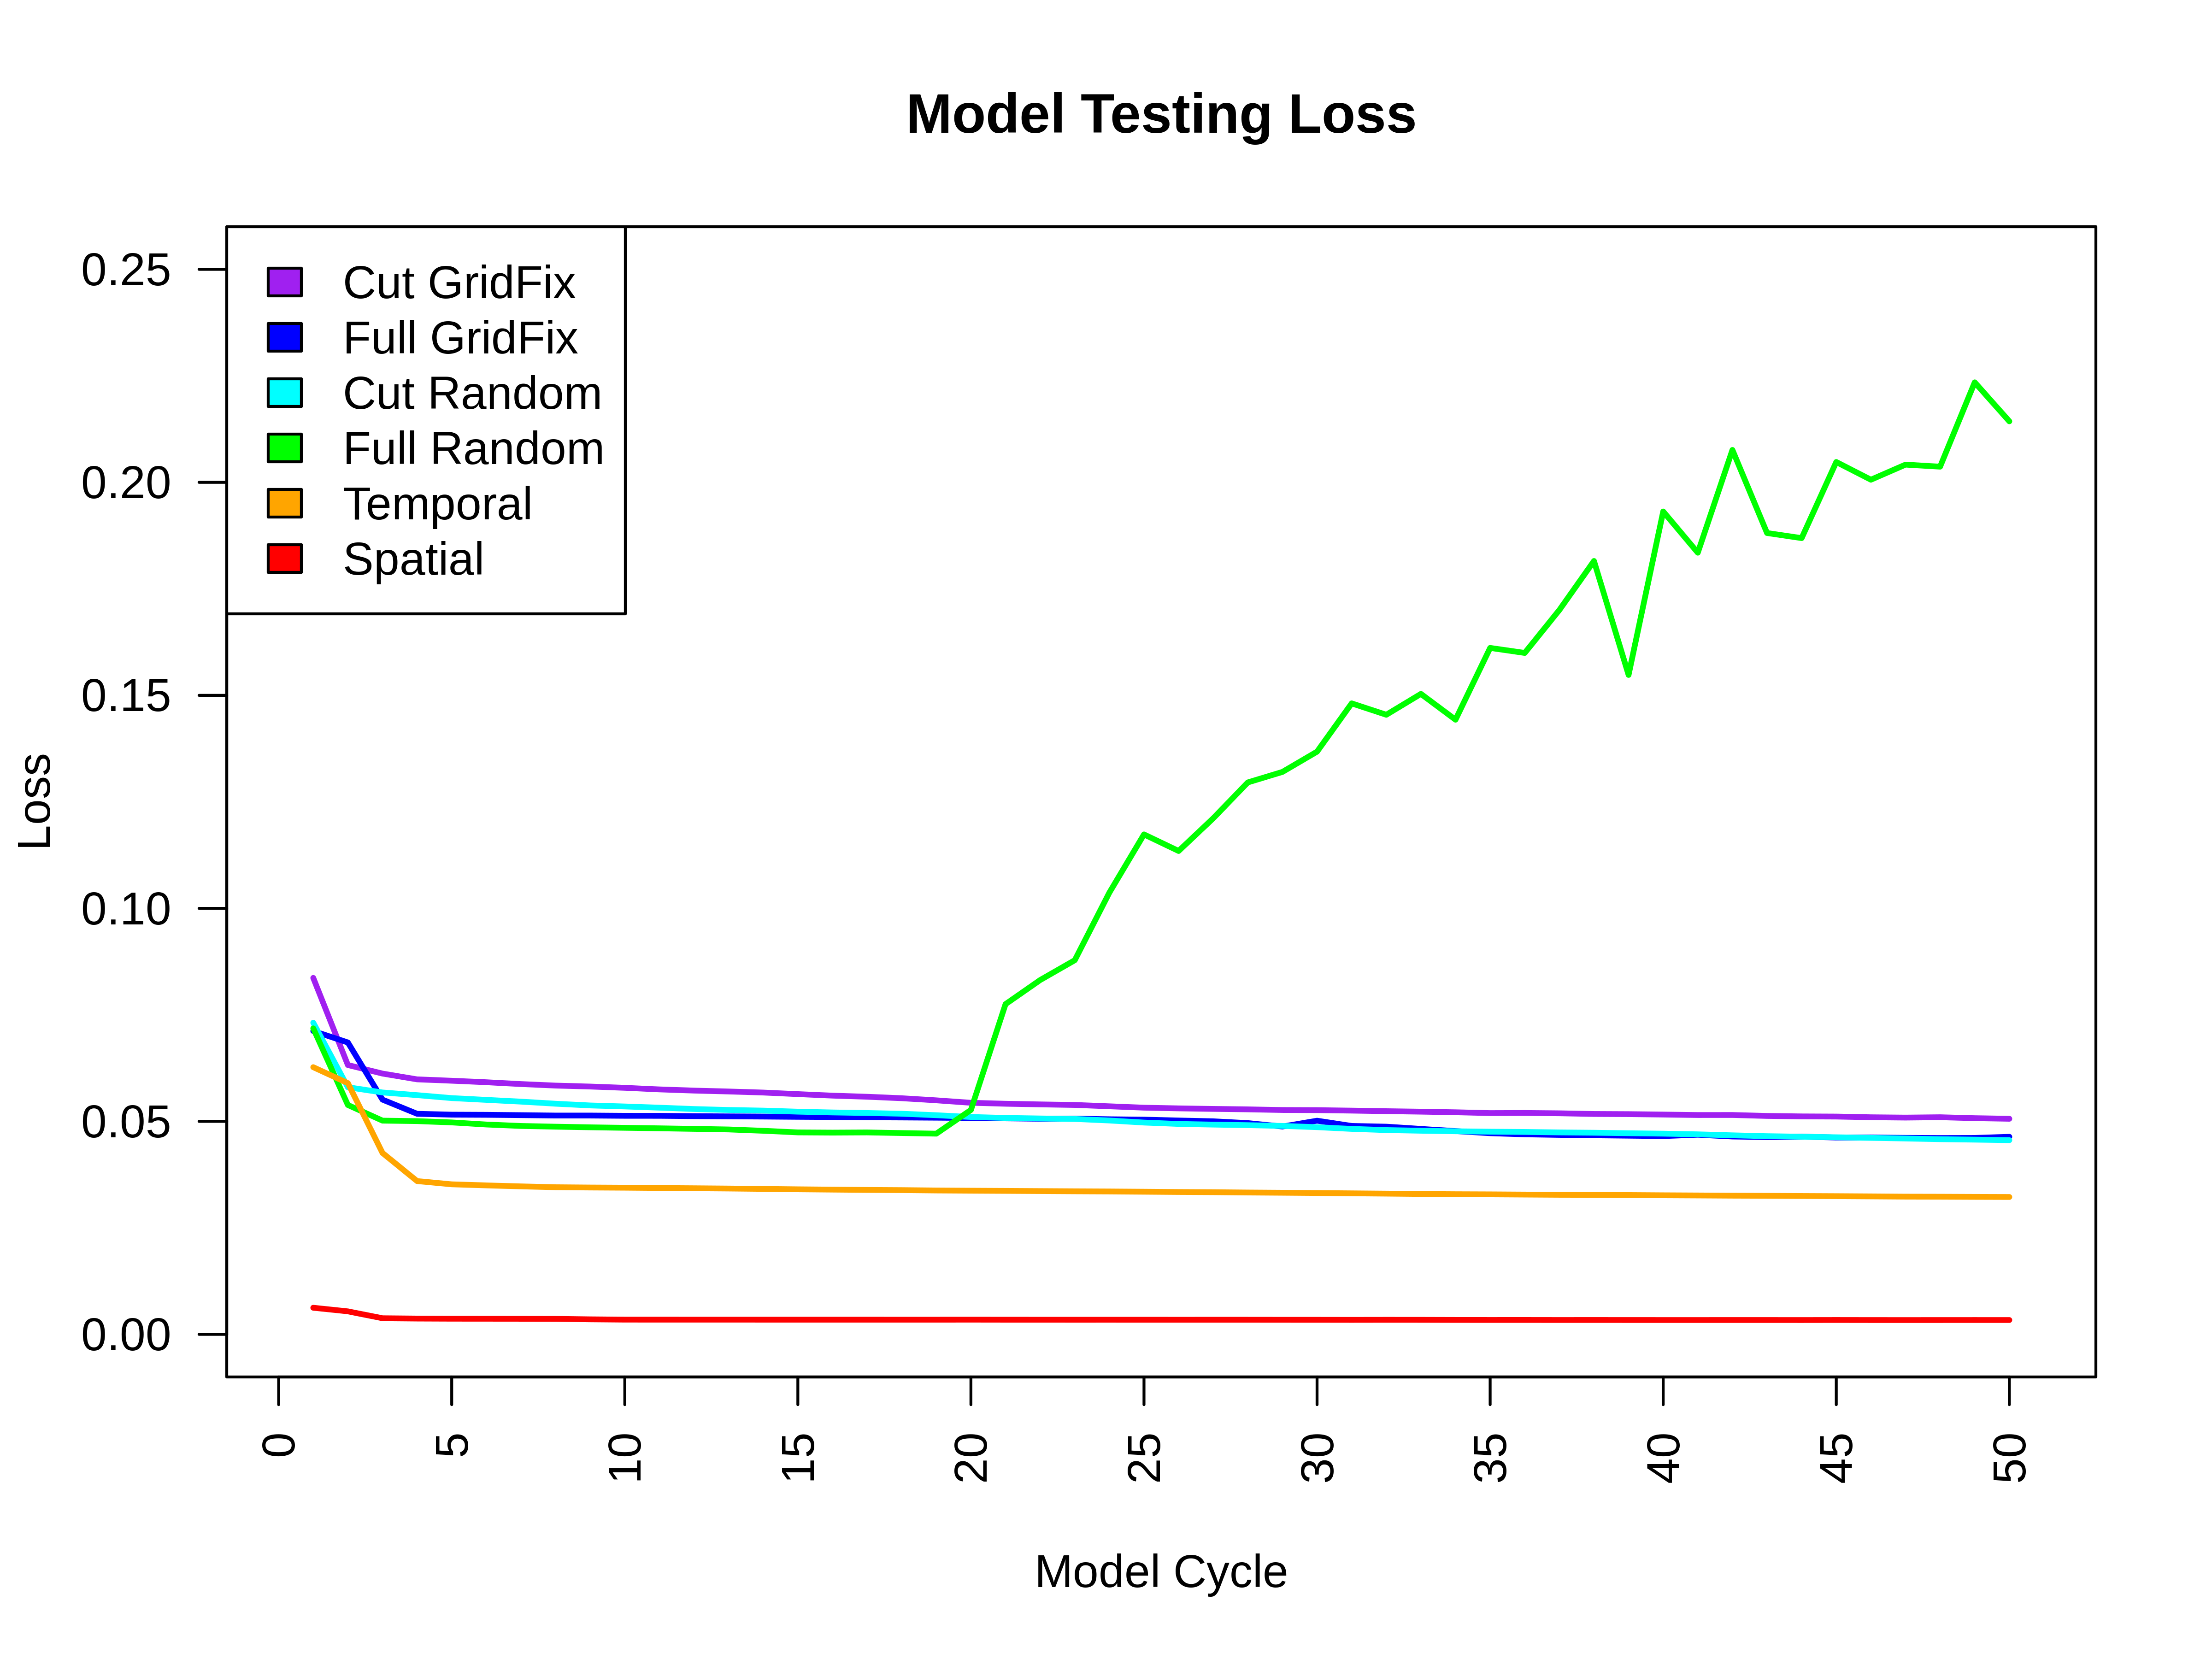 Model Testing Loss
Cut GridFix
Full GridFix
Cut Random
Full Random
Temporal
Spatial
0.25
0.20
0.15
0.10
0.05
0.00
Loss
0 5 10 15 20 25 30 35 40 45 50
Model Cycle